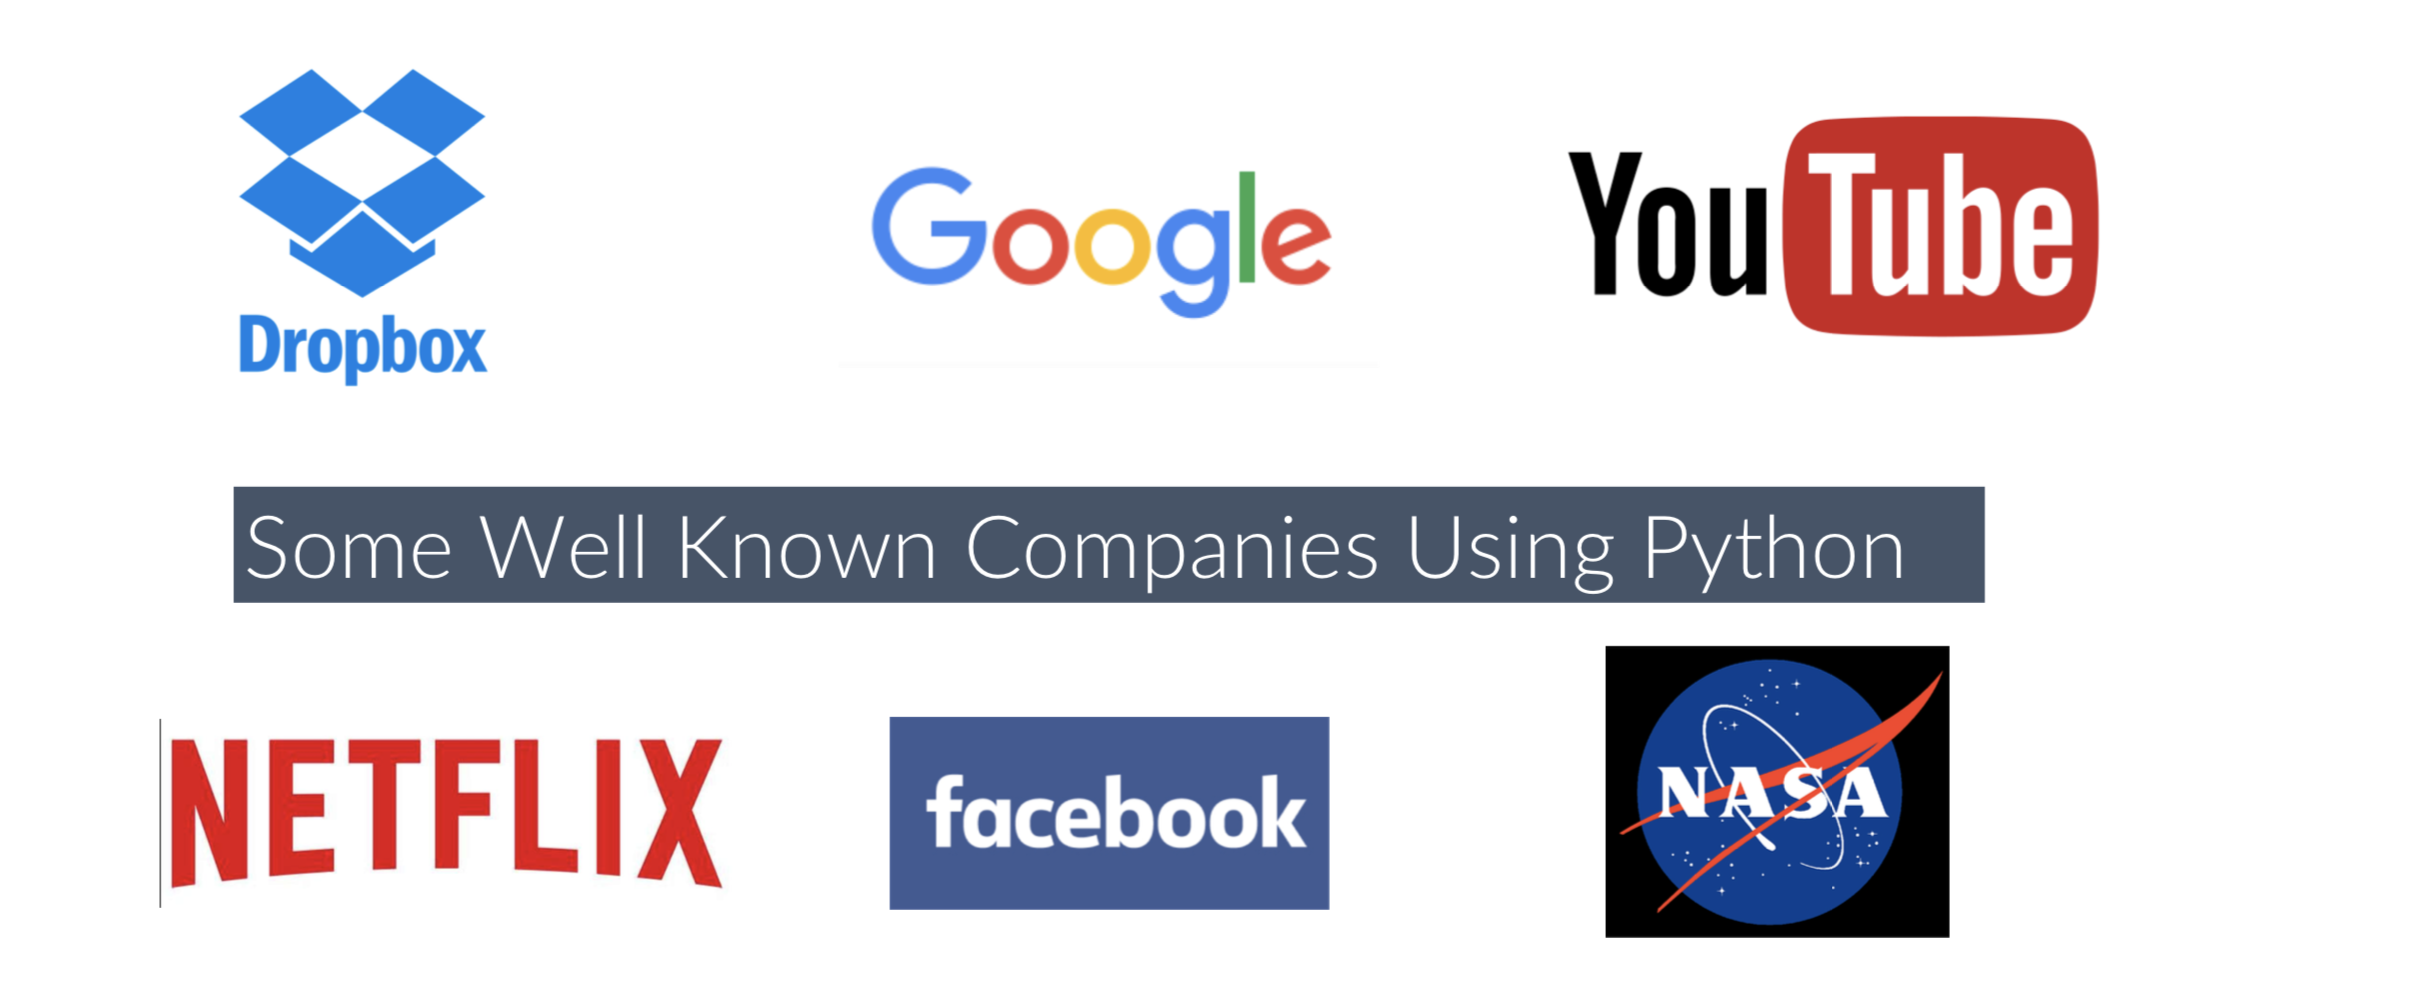 Dropbox
Google
YouTube
Some Well Known Companies Using Python
NETFLIX
facebook
NASA